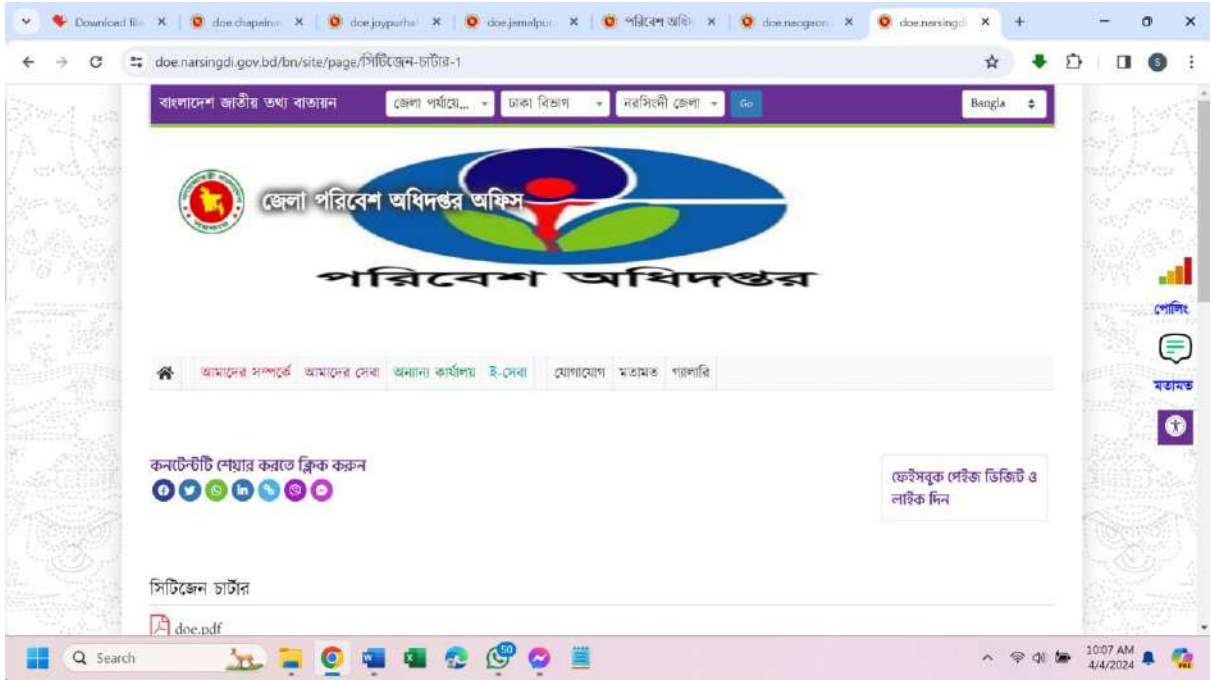 Download file
doe.chapaina
doe.joypurhat
doe.jamalpur
পরিবেশ অধি
doe.naogaon
doe.narsingdi
doe.narsingdi.gov.bd/bn/site/page/সিটিজেন-চার্টার-1
S
বাংলাদেশ জাতীয় তথ্য বাতায়ন
জেলা পর্যায়ে...
ঢাকা বিভাগ
নরসিংদী জেলা
Go
Bangla
জেলা পরিবেশ অধিদপ্তর অফিস
পরিবেশ অধিদপ্তর
পোলিং
মতামত
আমাদের সম্পর্কে আমাদের সেবা অন্যান্য কার্যালয় ই-সেবা যোগাযোগ মতামত গ্যালারি
কনটেন্টটি শেয়ার করতে ক্লিক করুন
ফেইসবুক পেইজ ভিজিট ও
লাইক দিন
সিটিজেন চার্টার
doe.pdf
Search
50
10:07 AM
4/4/2024